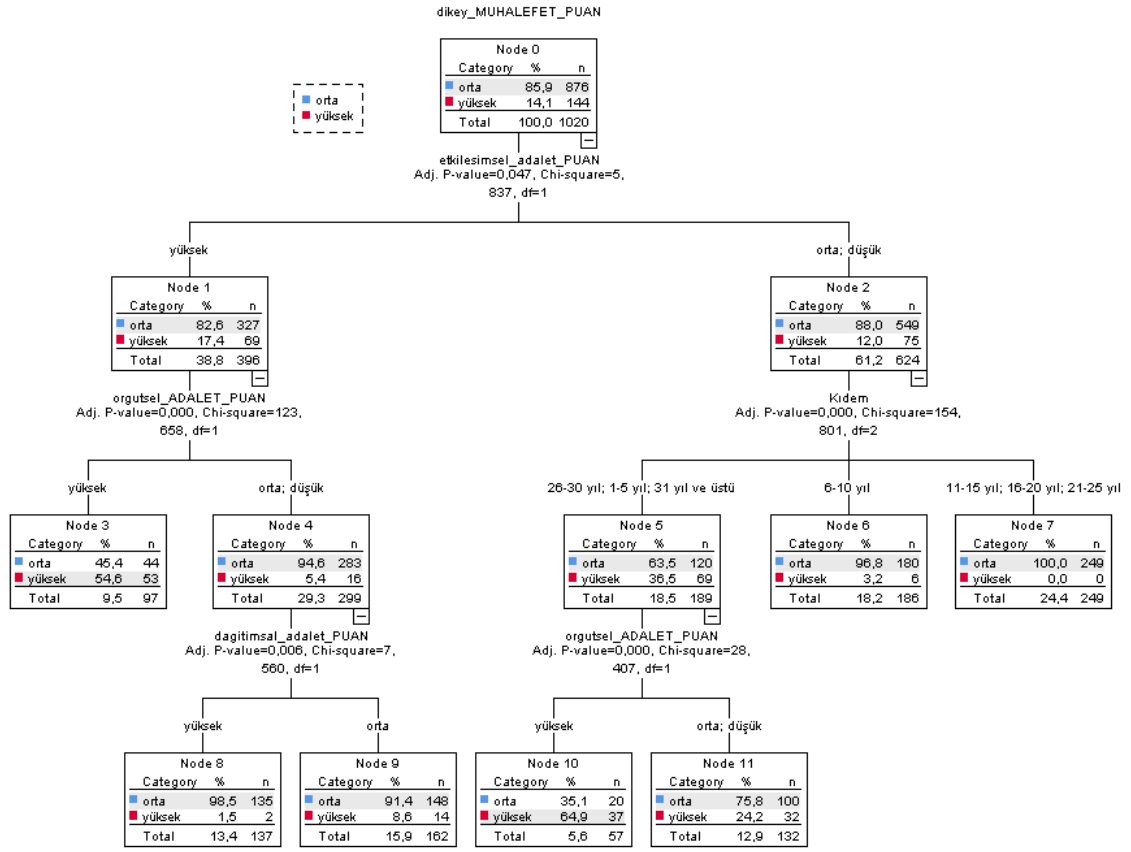 dikey_MUHALEFET_PUAN
Node 0
Category % n
orta 85,9 876
yüksek 14,1 144
Total 100,0 1020
orta
yüksek
etkilesimsel_adalet_PUAN
Adj. P-value=0,047, Chi-square=5,
837, df=1
yüksek
orta; düşük
Node 1
Category % n
orta 82,6 327
yüksek 17,4 69
Total 38,8 396
Node 2
Category % n
orta 88,0 549
yüksek 12,0 75
Total 61,2 624
orgutsel_ADALET_PUAN
Adj. P-value=0,000, Chi-square=123,
658, df=1
Kıdem
Adj. P-value=0,000, Chi-square=154,
801, df=2
yüksek
orta; düşük
26-30 yıl; 1-5 yıl; 31 yıl ve üstü
6-10 yıl
11-15 yıl; 16-20 yıl; 21-25 yıl
Node 3
Category % n
orta 45,4 44
yüksek 54,6 53
Total 9,5 97
Node 4
Category % n
orta 94,6 283
yüksek 5,4 16
Total 29,3 299
Node 5
Category % n
orta 63,5 120
yüksek 36,5 69
Total 18,5 189
Node 6
Category % n
orta 96,8 180
yüksek 3,2 6
Total 18,2 186
Node 7
Category % n
orta 100,0 249
yüksek 0,0 0
Total 24,4 249
dagitimsal_adalet_PUAN
Adj. P-value=0,006, Chi-square=7,
560, df=1
orgutsel_ADALET_PUAN
Adj. P-value=0,000, Chi-square=28,
407, df=1
yüksek
orta
yüksek
orta; düşük
Node 8
Category % n
orta 98,5 135
yüksek 1,5 2
Total 13,4 137
Node 9
Category % n
orta 91,4 148
yüksek 8,6 14
Total 15,9 162
Node 10
Category % n
orta 35,1 20
yüksek 64,9 37
Total 5,6 57
Node 11
Category % n
orta 75,8 100
yüksek 24,2 32
Total 12,9 132